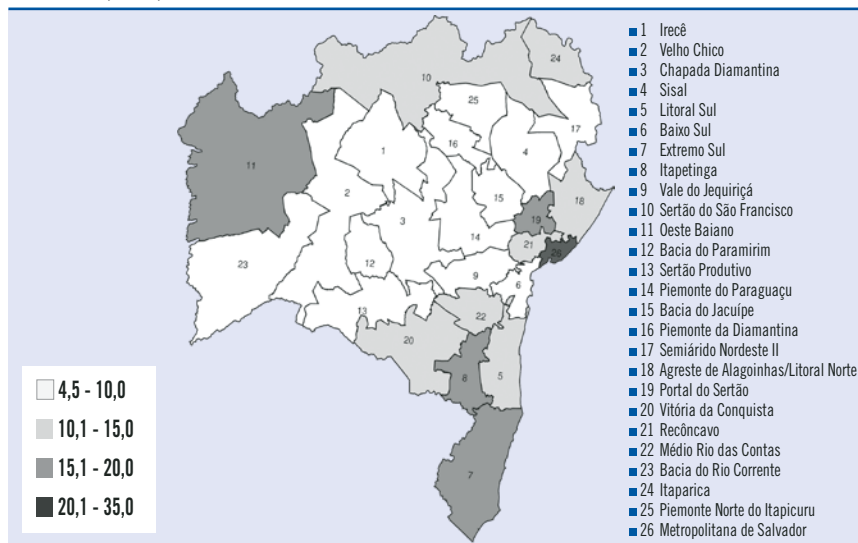 1 Irecê
2 Velho Chico
3 Chapada Diamantina
4 Sisal
5 Litoral Sul
6 Baixo Sul
7 Extremo Sul
8 Itapetinga
9 Vale do Jequiriçá
10 Sertão do São Francisco
11 Oeste Baiano
12 Bacia do Paramirim
13 Sertão Produtivo
14 Piemonte do Paraguaçu
15 Bacia do Jacuípe
16 Piemonte da Diamantina
17 Semiárido Nordeste II
18 Agreste de Alagoinhas/Litoral Norte
19 Portal do Sertão
20 Vitória da Conquista
21 Recôncavo
22 Médio Rio das Contas
23 Bacia do Rio Corrente
24 Itaparica
25 Piemonte Norte do Itapicuru
26 Metropolitana de Salvador
24
10
25
17
16
1
4
11
15
18
2
19
3
21
14
26
23
12
9
6
13
22
20
8
5
7
4,5 - 10,0
10,1 - 15,0
15,1 - 20,0
20,1 - 35,0